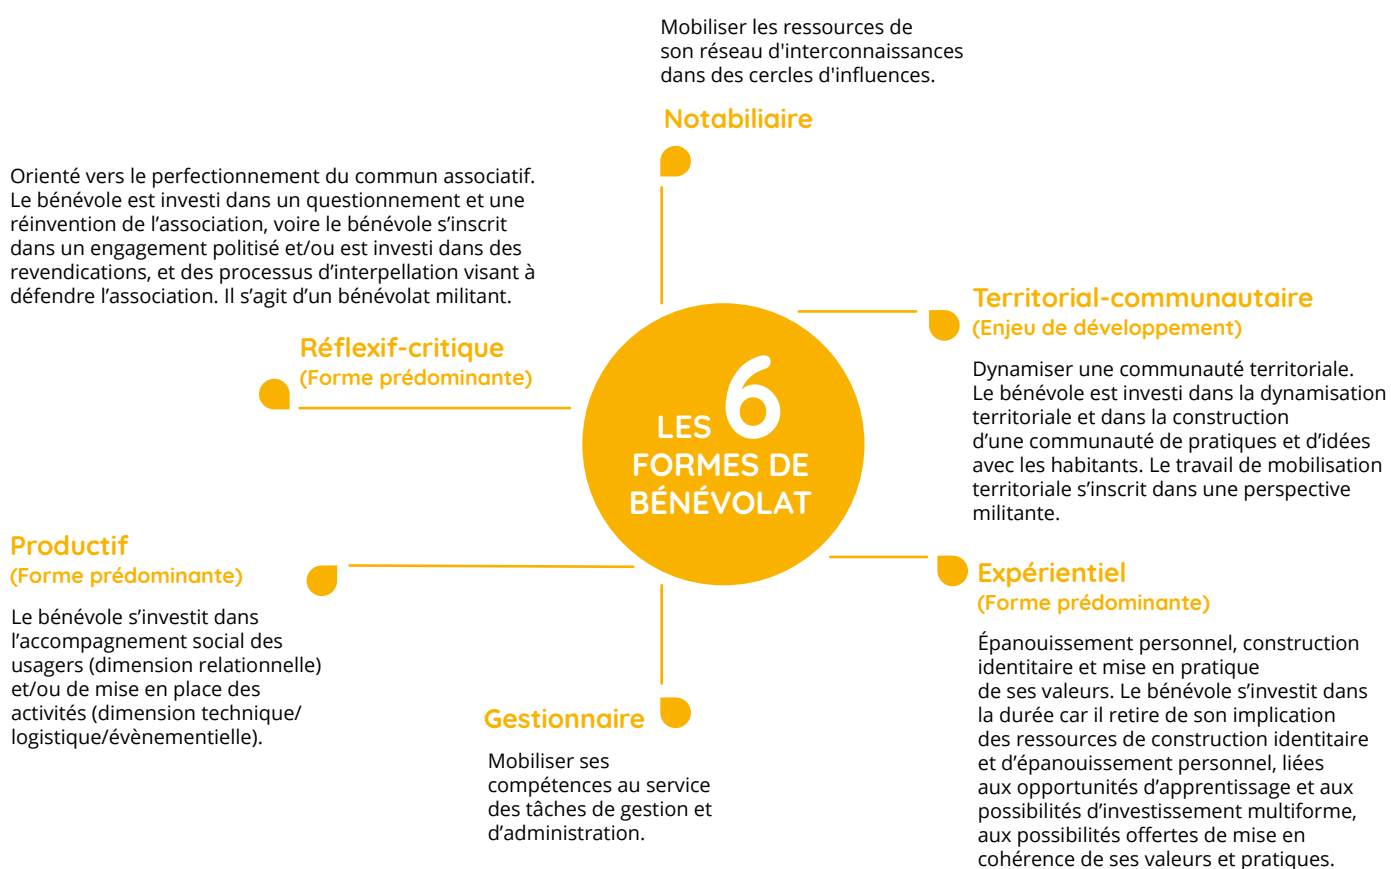 Mobiliser les ressources de
son réseau d'interconnaissances
dans des cercles d'influences.
Notabiliaire
Orienté vers le perfectionnement du commun associatif.
Le bénévole est investi dans un questionnement et une
réinvention de l’association, voire le bénévole s’inscrit
dans un engagement politisé et/ou est investi dans des
revendications, et des processus d’interpellation visant à
défendre l’association. Il s’agit d’un bénévolat militant.
Réflexif-critique
(Forme prédominante)
Territorial-communautaire
(Enjeu de développement)
Dynamiser une communauté territoriale.
Le bénévole est investi dans la dynamisation
territoriale et dans la construction
d’une communauté de pratiques et d’idées
avec les habitants. Le travail de mobilisation
territoriale s’inscrit dans une perspective
militante.
LES 6
FORMES DE
BÉNÉVOLAT
Productif
(Forme prédominante)
Le bénévole s’investit dans
l’accompagnement social des
usagers (dimension relationnelle)
et/ou de mise en place des
activités (dimension technique/
logistique/évènementielle).
Expérientiel
(Forme prédominante)
Épanouissement personnel, construction
identitaire et mise en pratique
de ses valeurs. Le bénévole s’investit dans
la durée car il retire de son implication
des ressources de construction identitaire
et d’épanouissement personnel, liées
aux opportunités d’apprentissage et aux
possibilités d’investissement multiforme,
aux possibilités offertes de mise en
cohérence de ses valeurs et pratiques.
Gestionnaire
Mobiliser ses
compétences au service
des tâches de gestion et
d’administration.